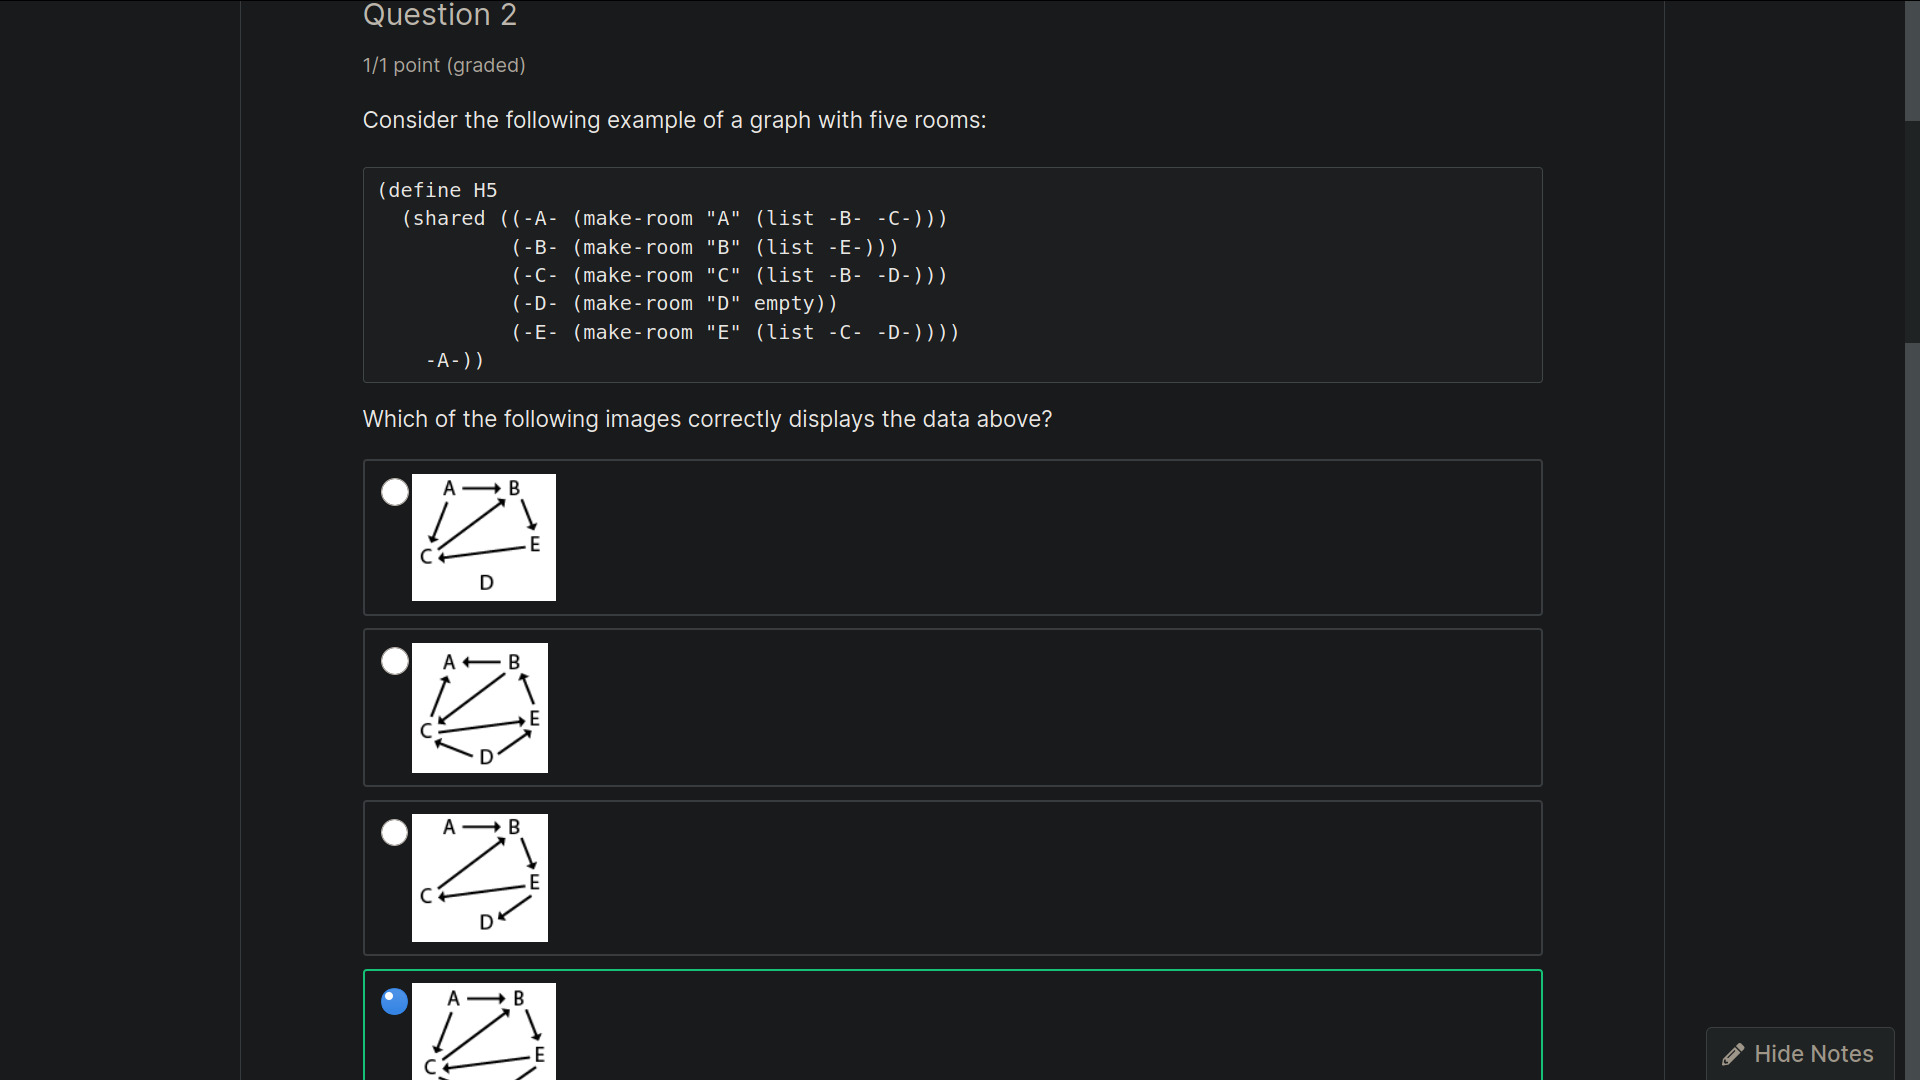 Question 2
1/1 point (graded)
Consider the following example of a graph with five rooms:
(define H5
  (shared ((-A- (make-room "A" (list -B- -C-)))
           (-B- (make-room "B" (list -E-)))
           (-C- (make-room "C" (list -B- -D-)))
           (-D- (make-room "D" empty))
           (-E- (make-room "E" (list -C- -D-))))
    -A-))
Which of the following images correctly displays the data above?
A B
E
C
D
A B
E
C
D
A B
E
C
D
A B
E
C
Hide Notes